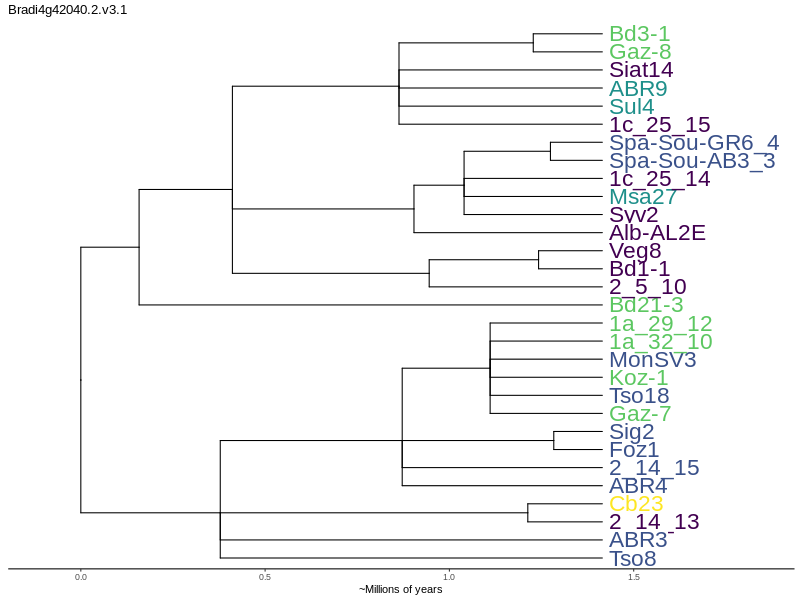 Bradi4g42040.2.v3.1
Bd3-1
Gaz-8
Siat14
ABR9
Sul4
1c_25_15
Spa-Sou-GR6_4
Spa-Sou-AB3_3
1c_25_14
Msa27
Syv2
Alb-AL2E
Veg8
Bd1-1
2_5_10
Bd21-3
1a_29_12
1a_32_10
MonSV3
Koz-1
Tso18
Gaz-7
Sig2
Foz1
2_14_15
ABR4
Cb23
2_14_13
ABR3
Tso8
0.0 0.5 1.0 1.5
~Millions of years